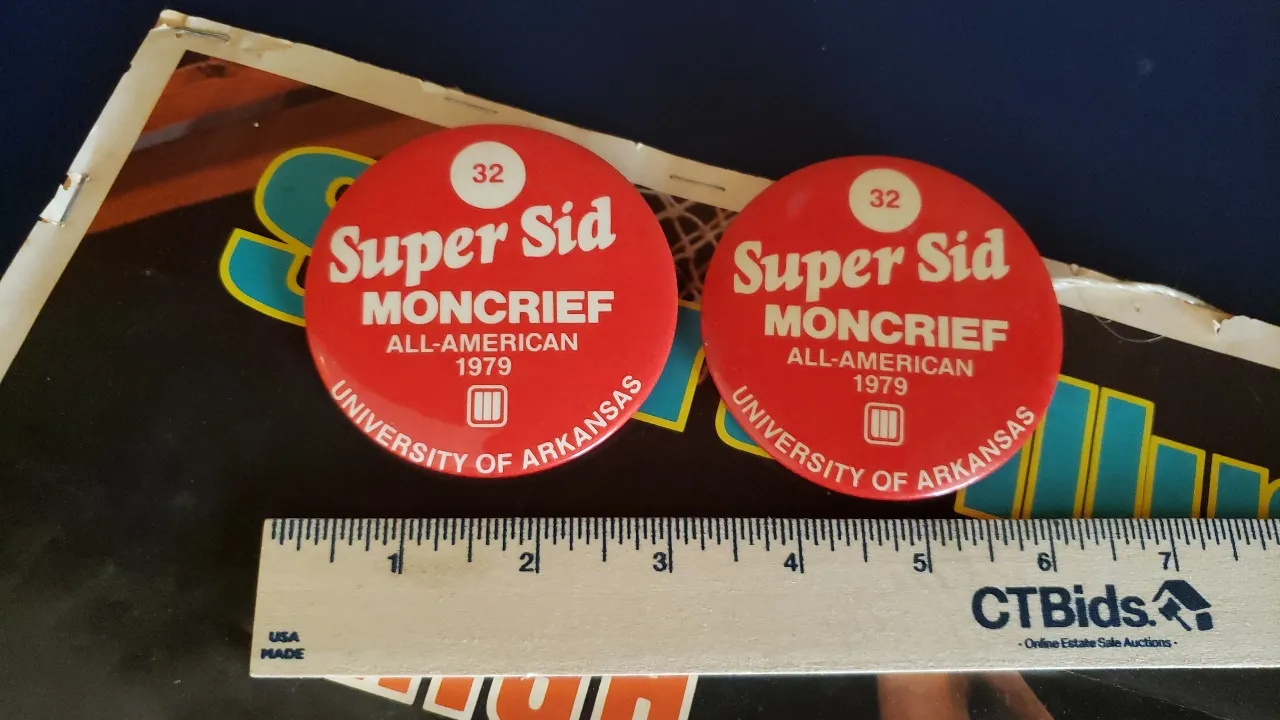 32
Super Sid
MONCRIEF
ALL-AMERICAN
1979
UNIVERSITY OF ARKANSAS
32
Super Sid
MONCRIEF
ALL-AMERICAN
1979
UNIVERSITY OF ARKANSAS
1 2 3 4 5 6 7
CTBids.
- Online Estate Sale Auctions -
USA
MADE